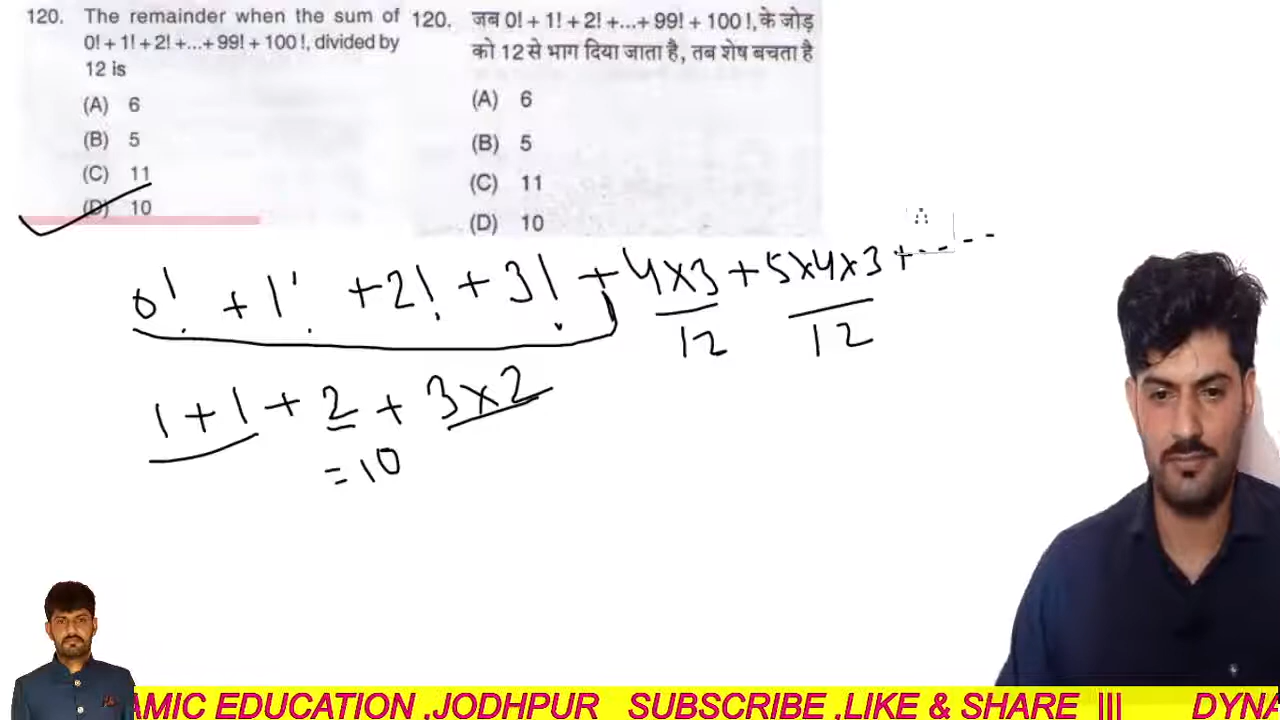 120. The remainder when the sum of
0! + 1! + 2! +...+ 99! + 100 !, divided by
12 is
(A) 6
(B) 5
(C) 11
(D) 10
120. जब 0! + 1! + 2! +...+ 99! + 100 !, के जोड़
को 12 से भाग दिया जाता है, तब शेष बचता है
(A) 6
(B) 5
(C) 11
(D) 10
0! + 1! + 2! + 3! + 4×3 + 5×4×3 + -----
12 12
1 + 1 + 2 + 3×2
= 10
AMIC EDUCATION ,JODHPUR SUBSCRIBE ,LIKE & SHARE ||| DYNA